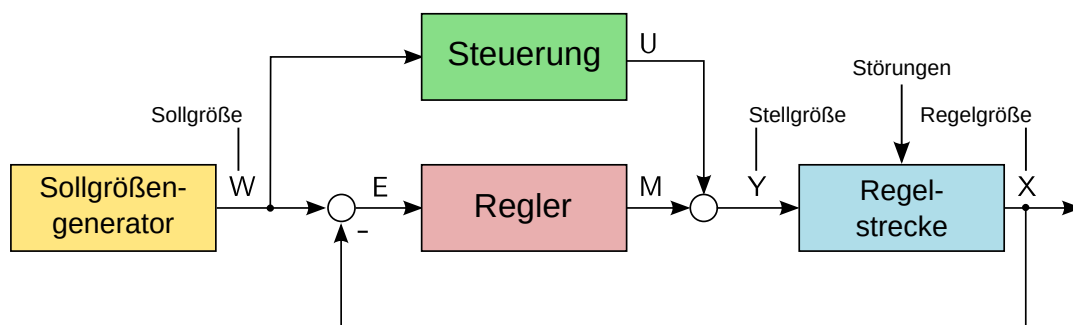 Steuerung
U
Störungen
Sollgröße
Stellgröße
Regelgröße
Sollgrößen-
generator
W
E
-
Regler
M
Y
Regel-
strecke
X